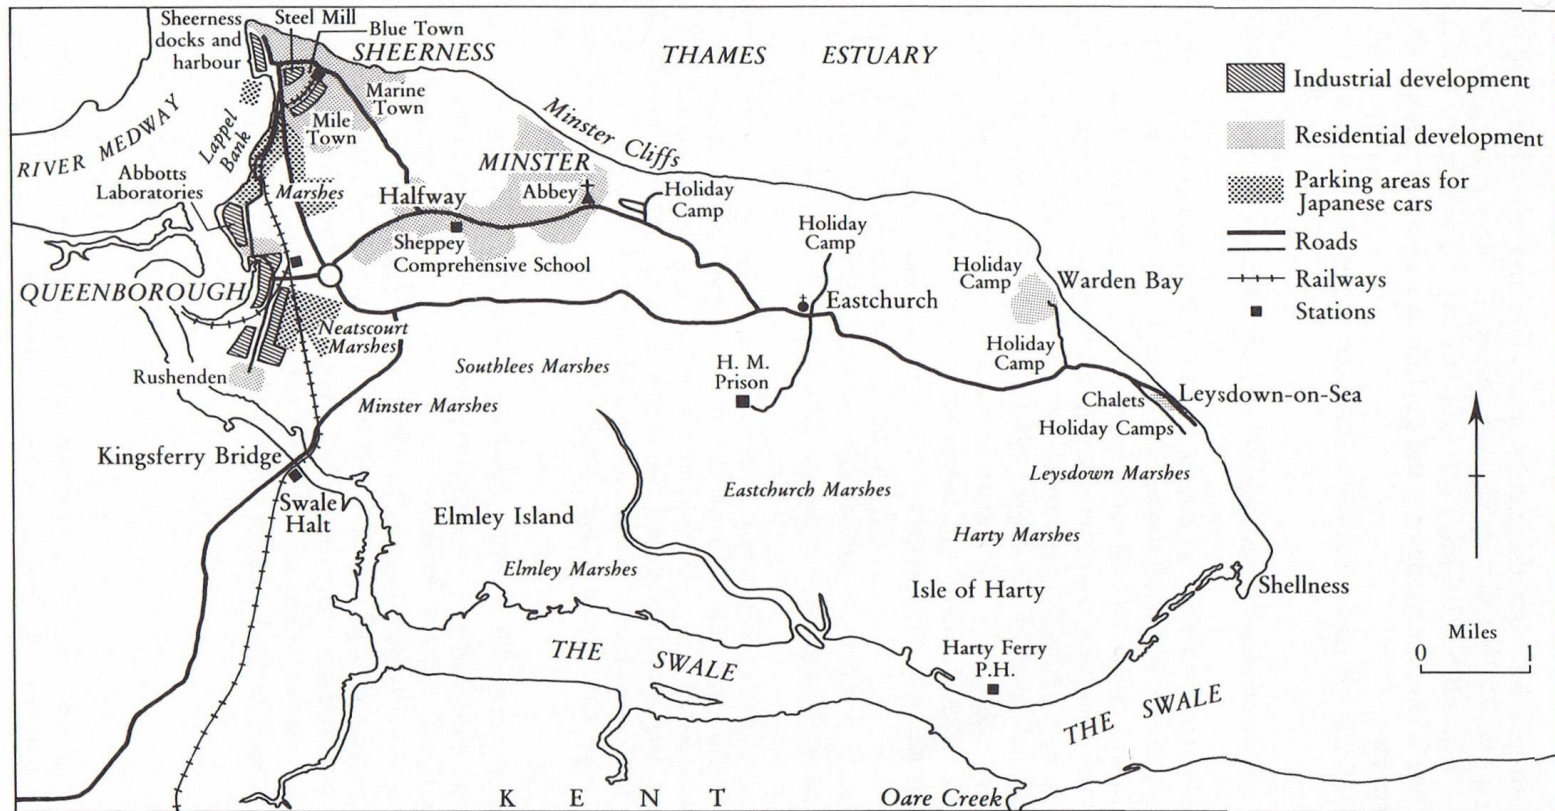 Sheerness
docks and
harbour
Steel Mill
Blue Town
SHEERNESS
THAMES ESTUARY
Marine
Town
Mile
Town
RIVER MEDWAY
Lappel
Bank
Minster Cliffs
Abbotts
Laboratories
Marshes
Halfway
MINSTER
Abbey
Holiday
Camp
Sheppey
Comprehensive School
Holiday
Camp
QUEENBOROUGH
Eastchurch
Holiday
Camp
Warden Bay
Neatscourt
Marshes
Rushenden
Southlees Marshes
H. M.
Prison
Holiday
Camp
Minster Marshes
Chalets
Leysdown-on-Sea
Holiday Camps
Kingsferry Bridge
Leysdown Marshes
Swale
Halt
Eastchurch Marshes
Elmley Island
Harty Marshes
Elmley Marshes
Isle of Harty
Shellness
THE SWALE
Harty Ferry
P.H.
THE SWALE
KENT
Oare Creek
Industrial development
Residential development
Parking areas for
Japanese cars
Roads
Railways
Stations
Miles
0 1